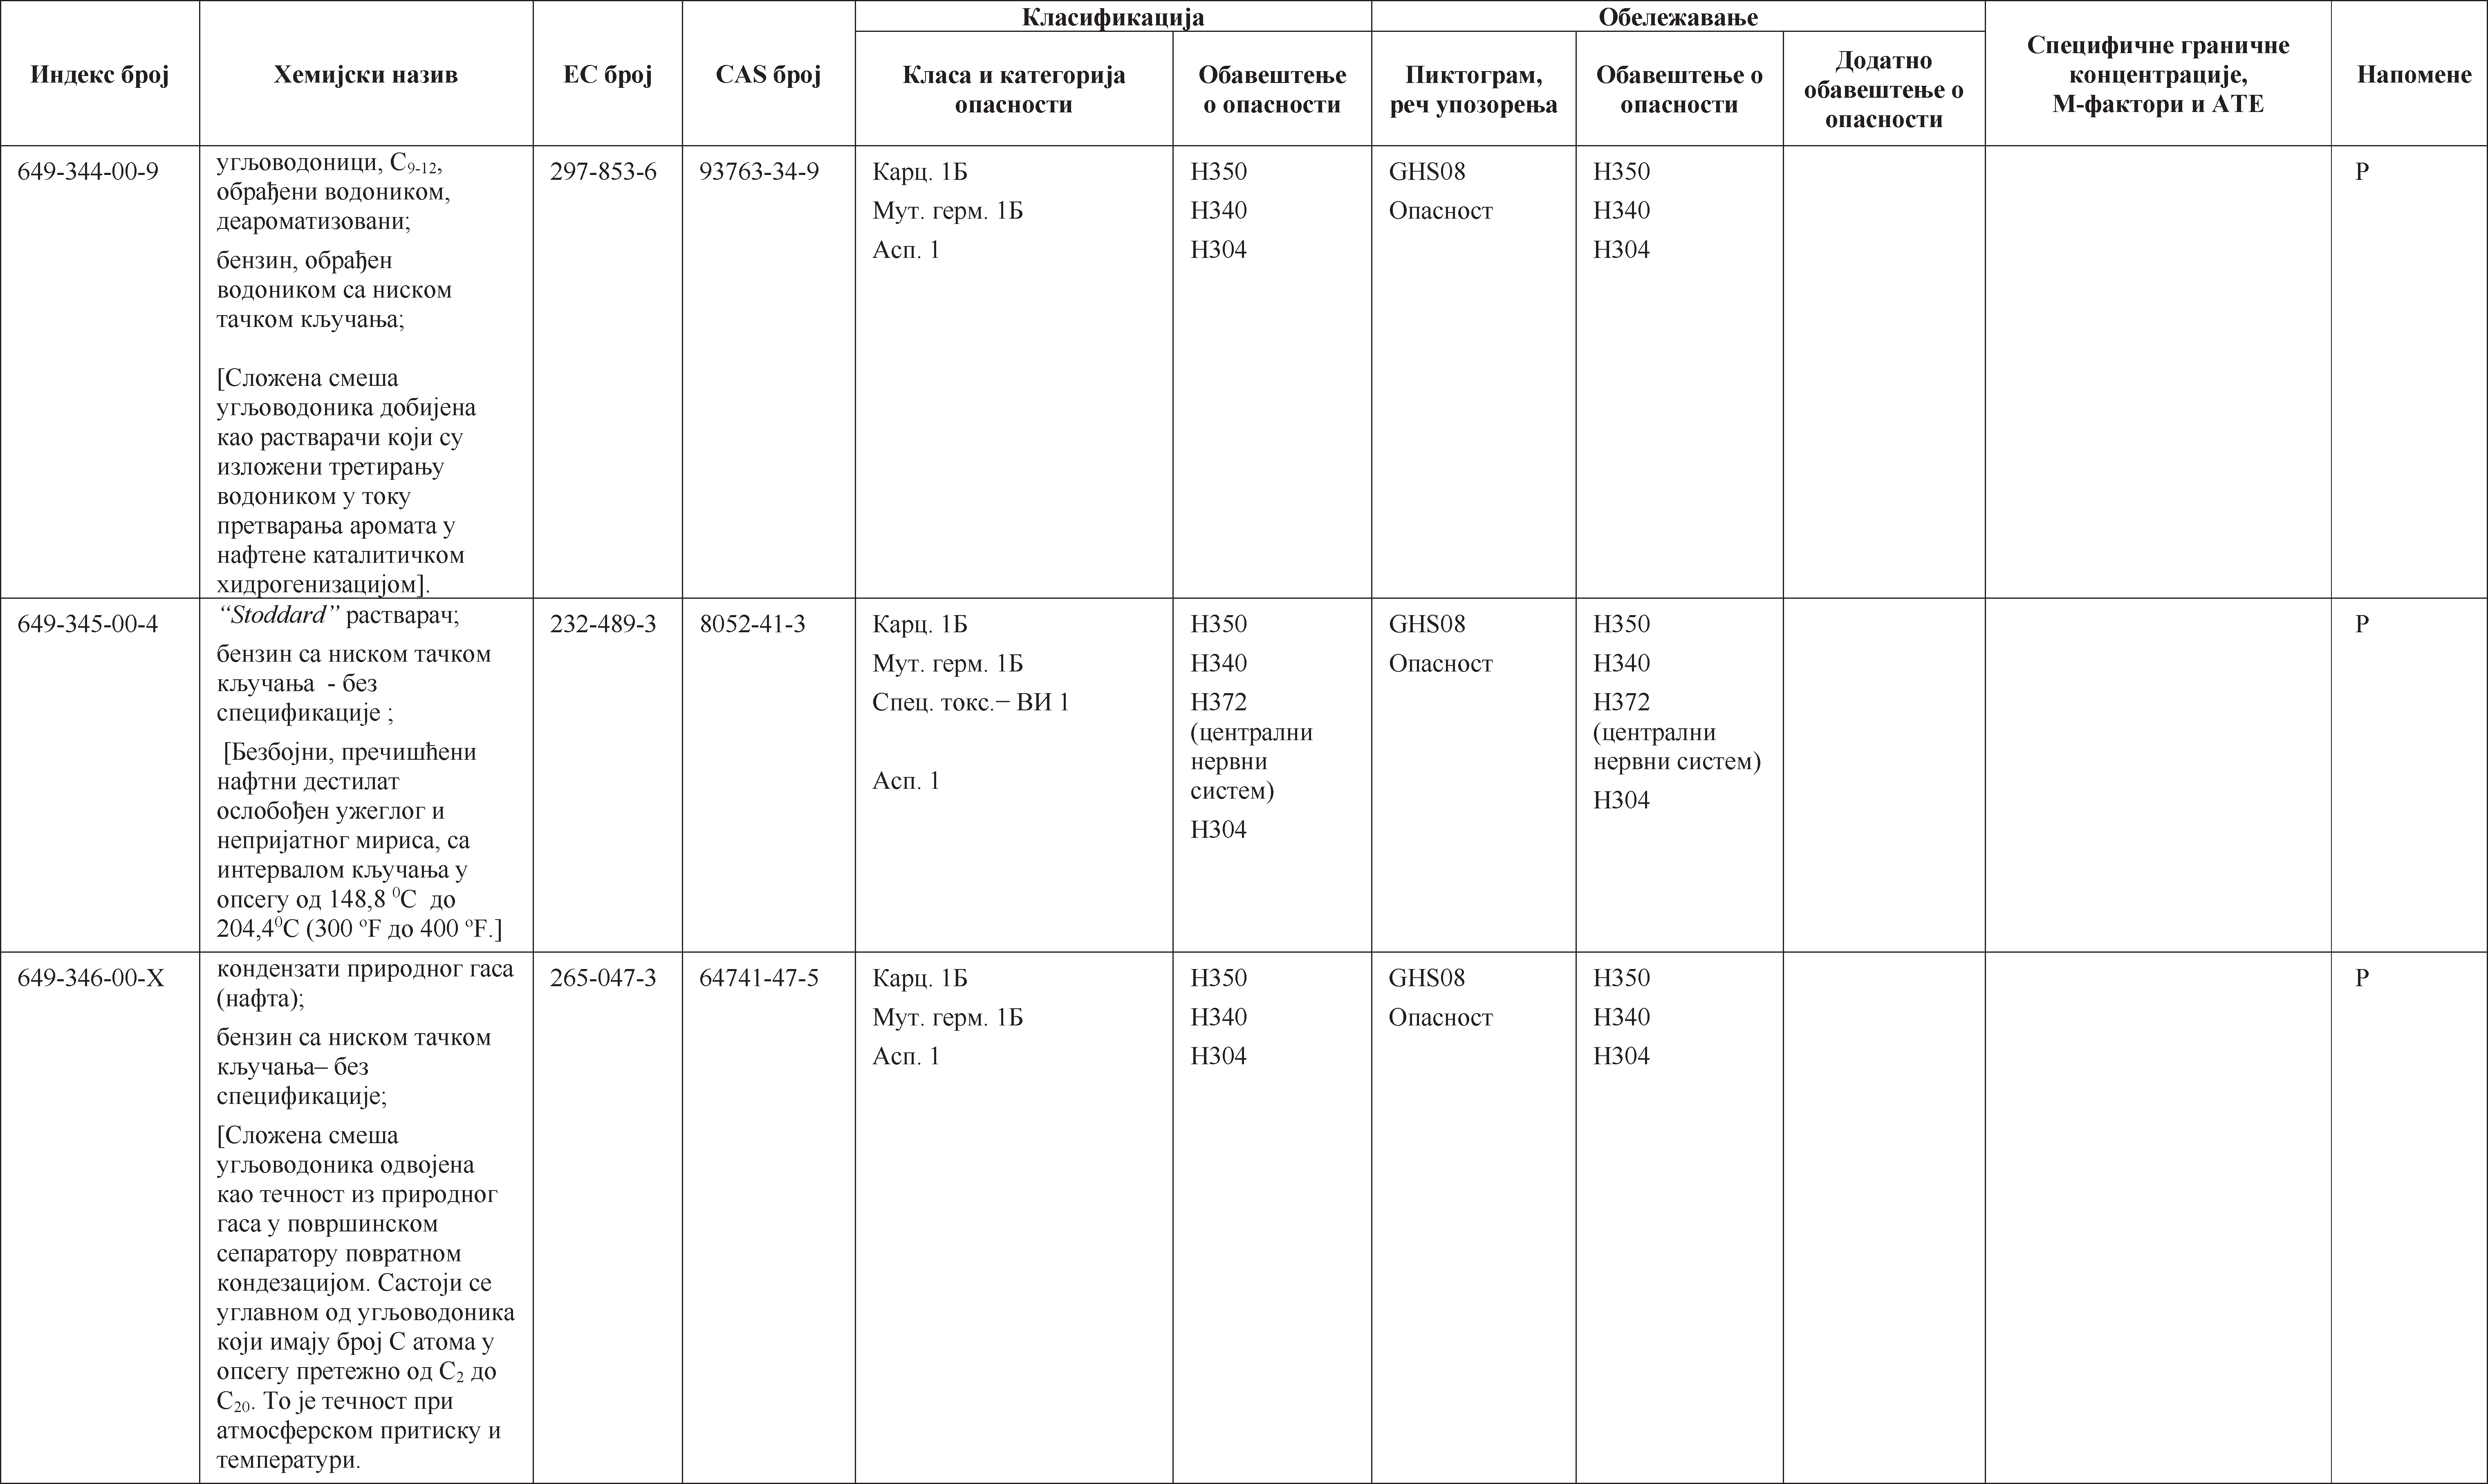 Индекс број
Хемијски назив
ЕС број
CAS број
Класификација
Класа и категорија
опасности
Обавештење
о опасности
Обележавање
Пиктограм,
реч упозорења
Обавештење о
опасности
Додатно
обавештење о
опасности
Специфичне граничне
концентрације,
М-фактори и АТЕ
Напомене
649-344-00-9
угљоводоници, C9-12,
обрађени водоником,
деароматизовани;
бензин, обрађен
водоником са ниском
тачком кључања;
[Сложена смеша
угљоводоника добијена
као растварачи који су
изложени третирању
водоником у току
претварања аромата у
нафтене каталитичком
хидрогенизацијом].
297-853-6
93763-34-9
Карц. 1Б
Мут. герм. 1Б
Асп. 1
H350
H340
H304
GHS08
Опасност
H350
H340
H304
P
649-345-00-4
“Stoddard” растварач;
бензин са ниском тачком
кључања - без
спецификације ;
[Безбојни, пречишћени
нафтни дестилат
ослобођен ужеглог и
непријатног мириса, са
интервалом кључања у
опсегу од 148,8 ⁰C до
204,4⁰C (300 ºF до 400 ºF.]
232-489-3
8052-41-3
Карц. 1Б
Мут. герм. 1Б
Спец. токс.− ВИ 1
Асп. 1
H350
H340
H372
(централни
нервни
систем)
H304
GHS08
Опасност
H350
H340
H372
(централни
нервни систем)
H304
P
649-346-00-X
кондензати природног гаса
(нафта);
бензин са ниском тачком
кључања– без
спецификације;
[Сложена смеша
угљоводоника одвојена
као течност из природног
гаса у површинском
сепаратору повратном
кондезацијом. Састоји се
углавном од угљоводоника
који имају број C атома у
опсегу претежно од C2 до
C20. То је течност при
атмосферском притиску и
температури.
265-047-3
64741-47-5
Карц. 1Б
Мут. герм. 1Б
Асп. 1
H350
H340
H304
GHS08
Опасност
H350
H340
H304
P